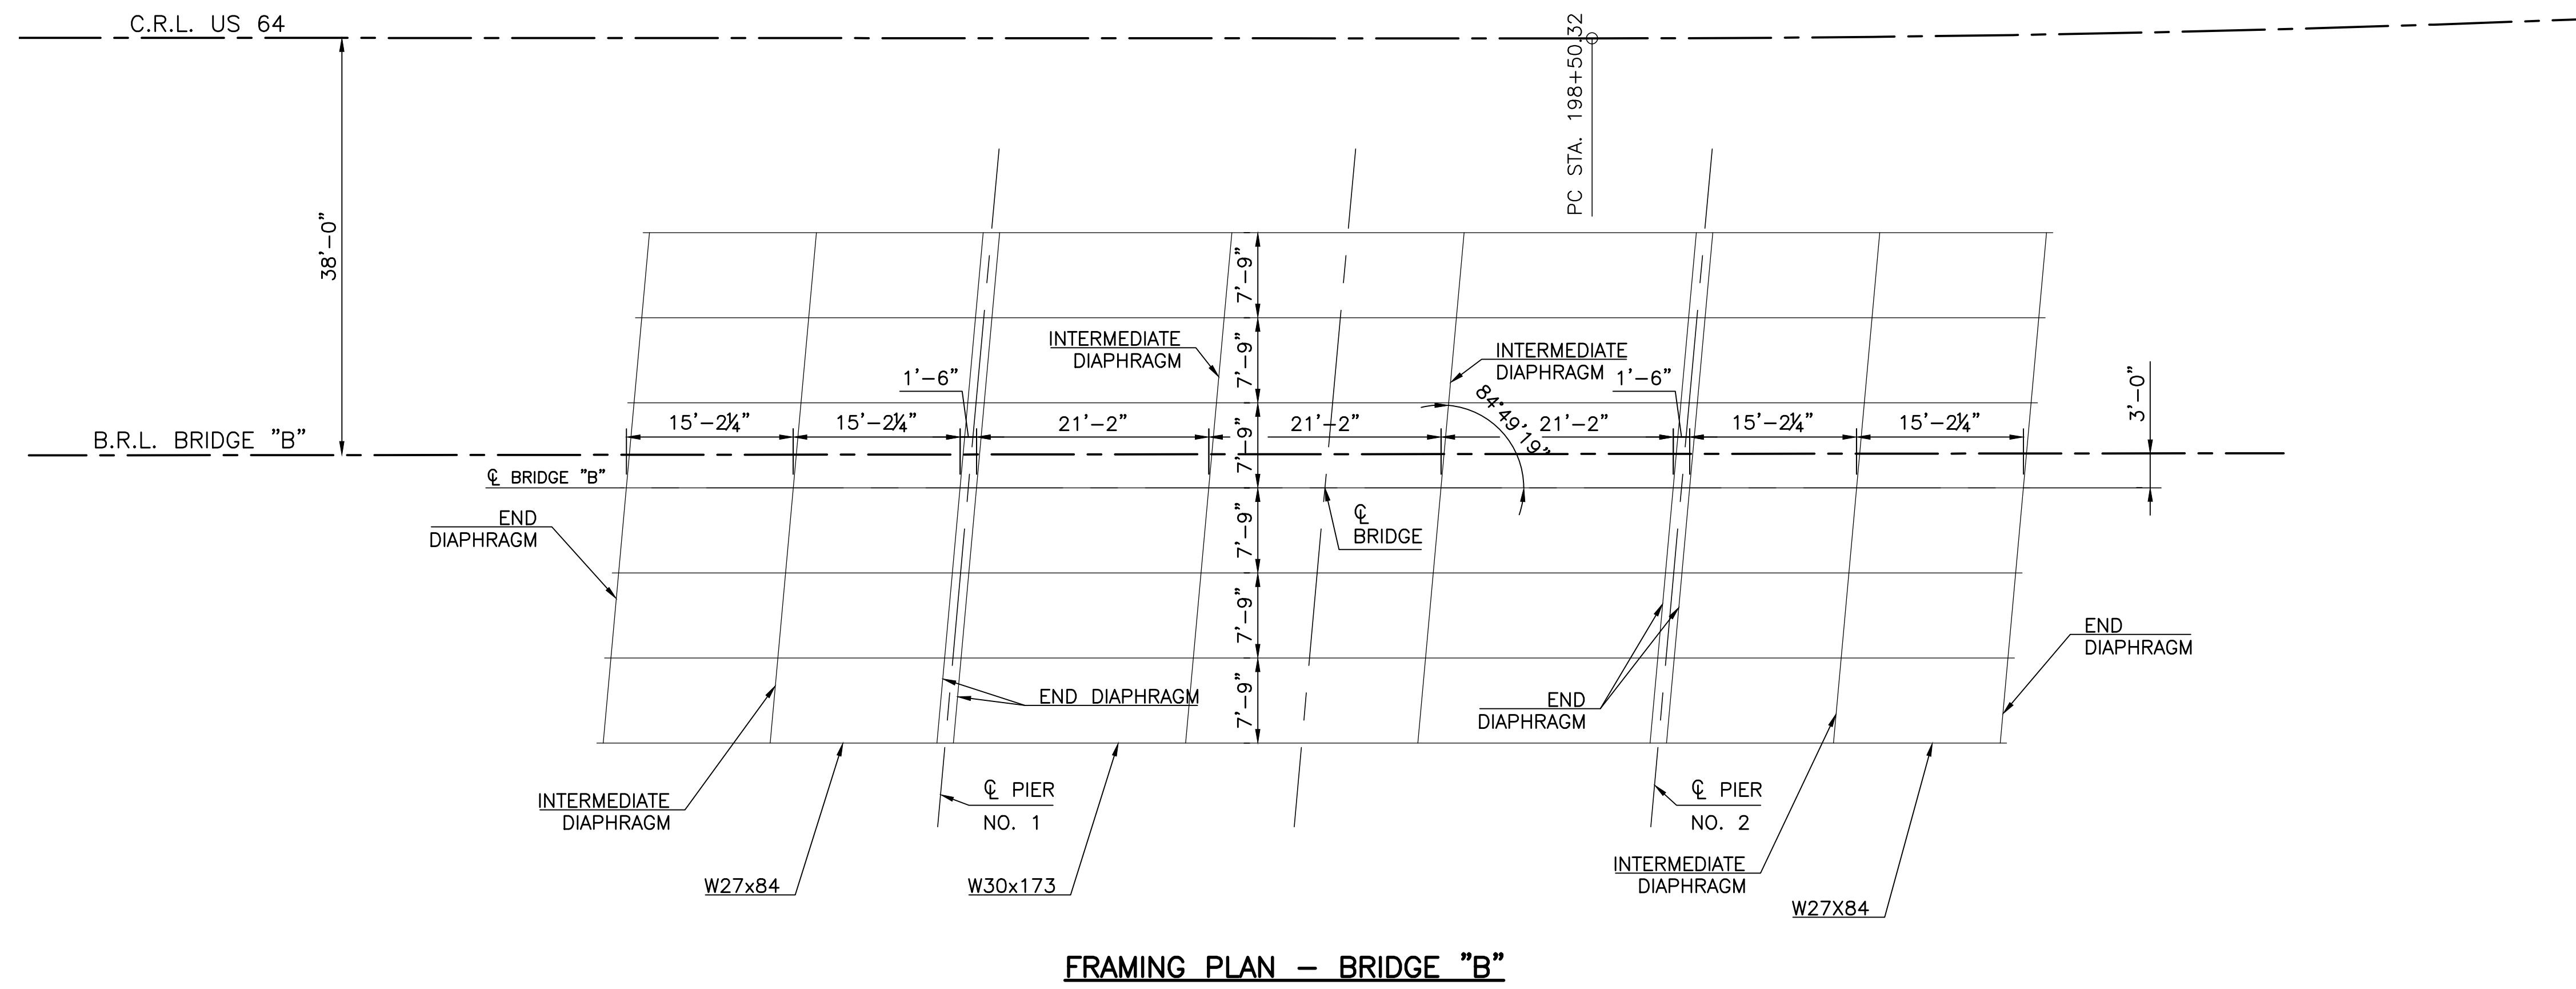 C.R.L. US 64
PC STA. 198+50.32
38'-0"
7'-9"
7'-9"
7'-9"
7'-9"
7'-9"
7'-9"
INTERMEDIATE
DIAPHRAGM
INTERMEDIATE
DIAPHRAGM
1'-6"
1'-6"
84°49'19"
3'-0"
15'-2¼"
15'-2¼"
21'-2"
21'-2"
21'-2"
15'-2¼"
15'-2¼"
B.R.L. BRIDGE "B"
℄ BRIDGE "B"
END
DIAPHRAGM
℄
BRIDGE
END
DIAPHRAGM
END DIAPHRAGM
END
DIAPHRAGM
INTERMEDIATE
DIAPHRAGM
℄ PIER
NO. 1
℄ PIER
NO. 2
INTERMEDIATE
DIAPHRAGM
W27x84
W30x173
W27X84
FRAMING PLAN – BRIDGE "B"